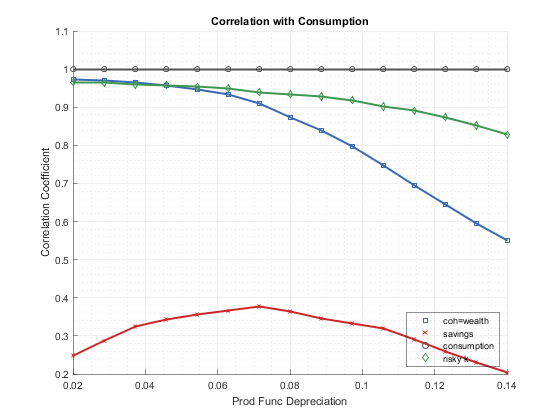 Correlation with Consumption
1.1
1
0.9
0.8
0.7
0.6
0.5
0.4
0.3
0.2
Correlation Coefficient
0.02
0.04
0.06
0.08
0.1
0.12
0.14
Prod Func Depreciation
coh=wealth
savings
consumption
risky k